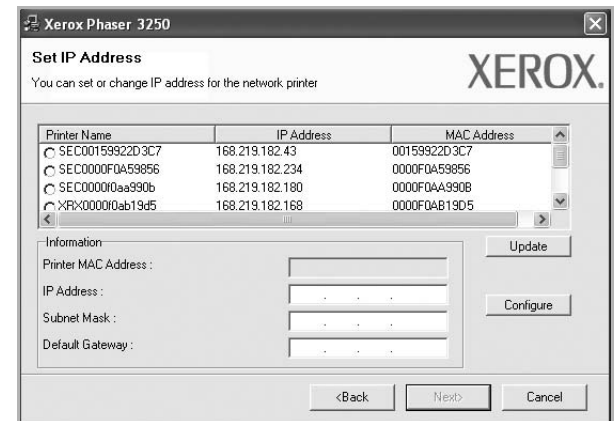 Xerox Phaser 3250
Set IP Address
You can set or change IP address for the network printer
XEROX.
Printer Name IP Address MAC Address
SEC00159922D3C7 168.219.182.43 00159922D3C7
SEC0000F0A59856 168.219.182.234 0000F0A59856
SEC0000f0aa990b 168.219.182.180 0000F0AA990B
XRX0000f0ab19d5 168.219.182.168 0000F0AB19D5
Information
Printer MAC Address :
IP Address :
Subnet Mask :
Default Gateway :
Update
Configure
<Back Next> Cancel